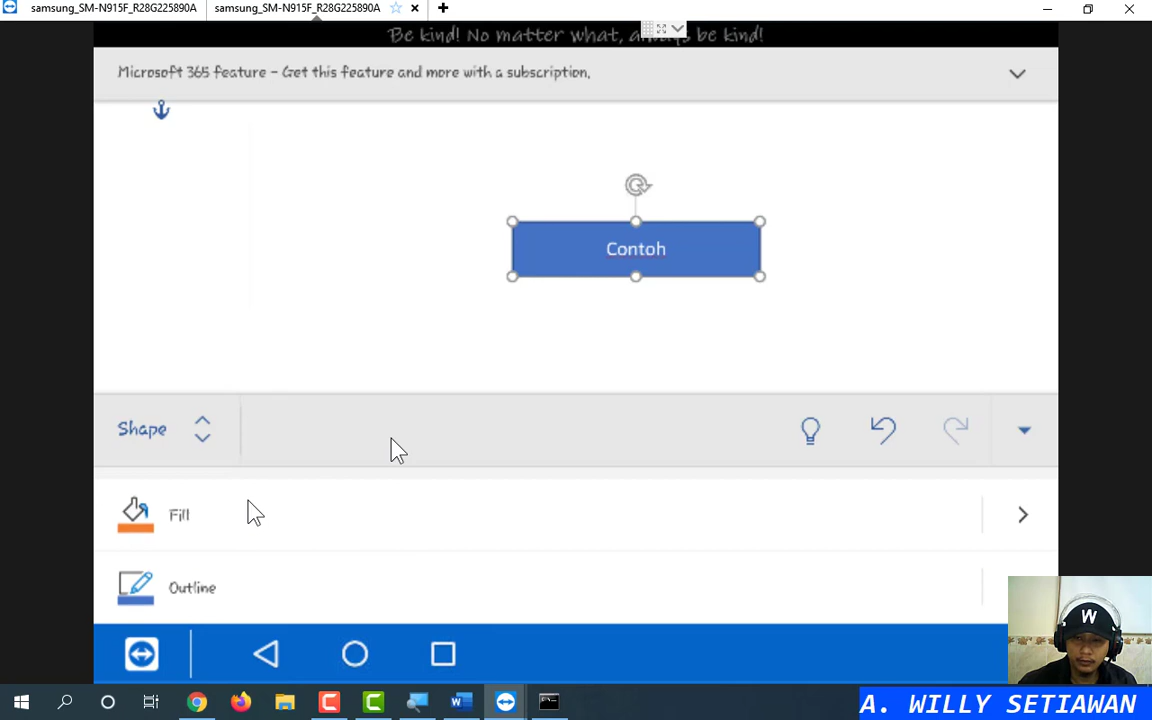 samsung_SM-N915F_R28G225890A
samsung_SM-N915F_R28G225890A
Be kind! No matter what, always be kind!
Microsoft 365 feature - Get this feature and more with a subscription.
Contoh
Shape
Fill
Outline
W
A. WILLY SETIAWAN